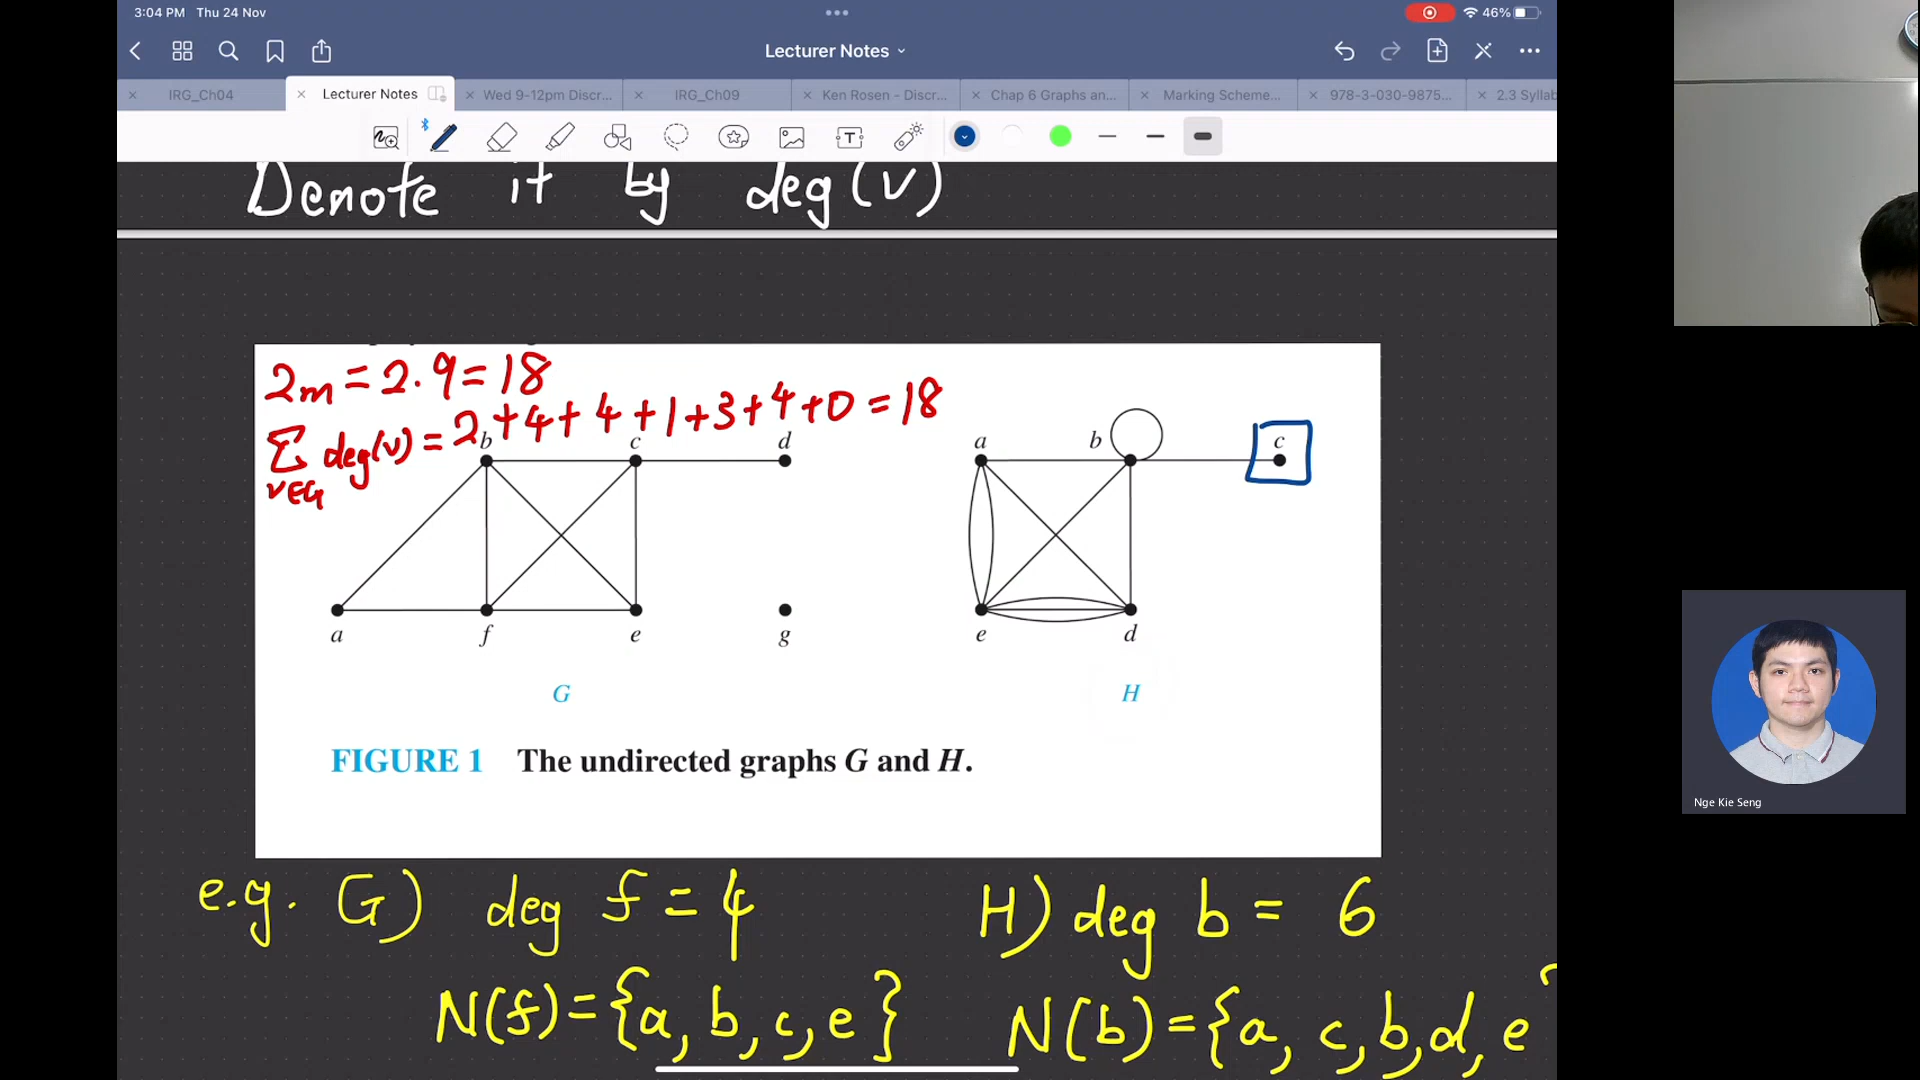 3:04 PM Thu 24 Nov
46%
Lecturer Notes
IRG_Ch04
Lecturer Notes
Wed 9-12pm Discr...
IRG_Ch09
Ken Rosen - Discr...
Chap 6 Graphs an...
Marking Scheme...
978-3-030-9875...
2.3 Syllab
Denote it by deg(v)
2m = 2.9 = 18
∑ deg(v) = 2+4+4+1+3+4+0 = 18
v∈G
b c d
a f e g
G
a b c
e d
H
FIGURE 1 The undirected graphs G and H.
e.g. G) deg f = 4
H) deg b = 6
N(f) = {a, b, c, e}
N(b) = {a, c, b, d, e
Nge Kie Seng